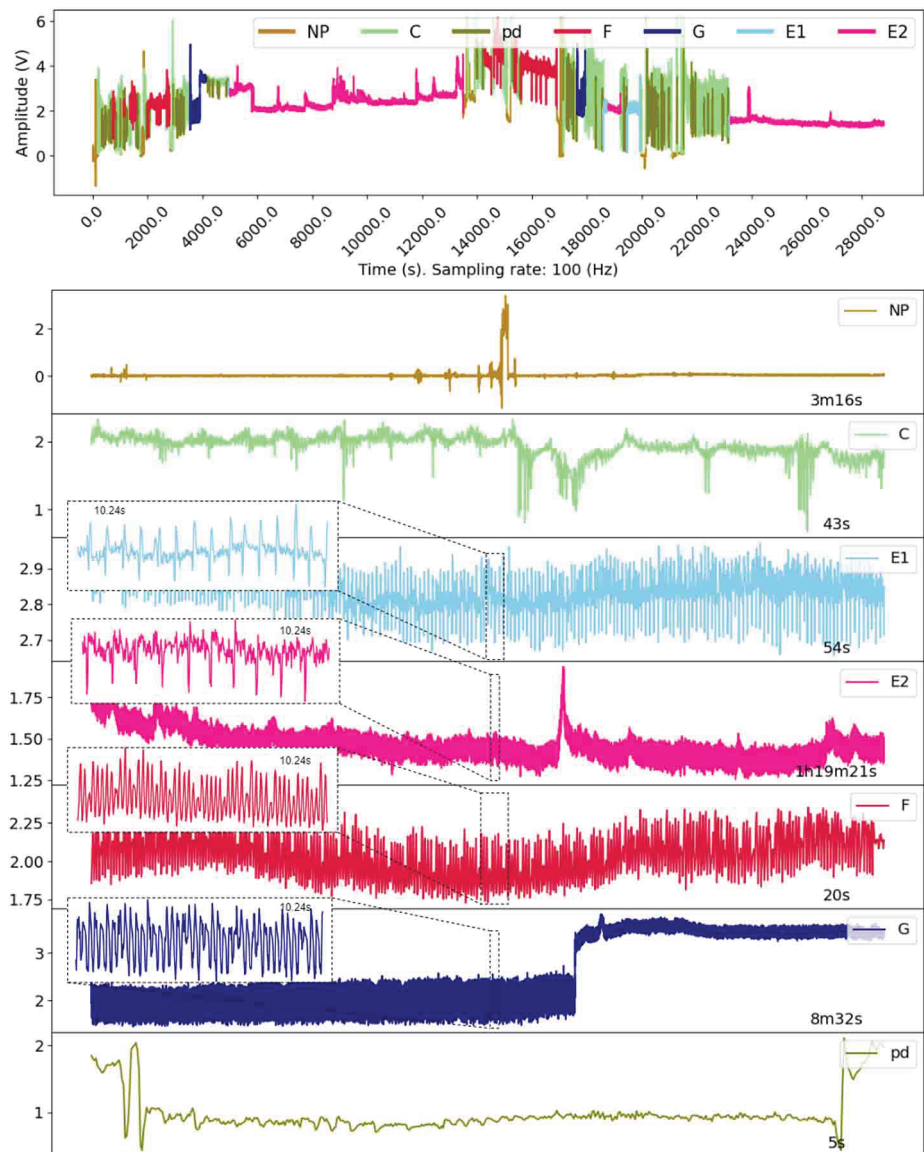 NP C pd F G E1 E2
Amplitude (V)
6
4
2
0
0.0 2000.0 4000.0 6000.0 8000.0 10000.0 12000.0 14000.0 16000.0 18000.0 20000.0 22000.0 24000.0 26000.0 28000.0
Time (s). Sampling rate: 100 (Hz)
NP
2
0
3m16s
C
2
1
43s
10.24s
E1
2.9
2.8
2.7
54s
10.24s
E2
1.75
1.50
1.25
1h19m21s
10.24s
F
2.25
2.00
1.75
20s
10.24s
G
3
2
8m32s
pd
2
1
5s